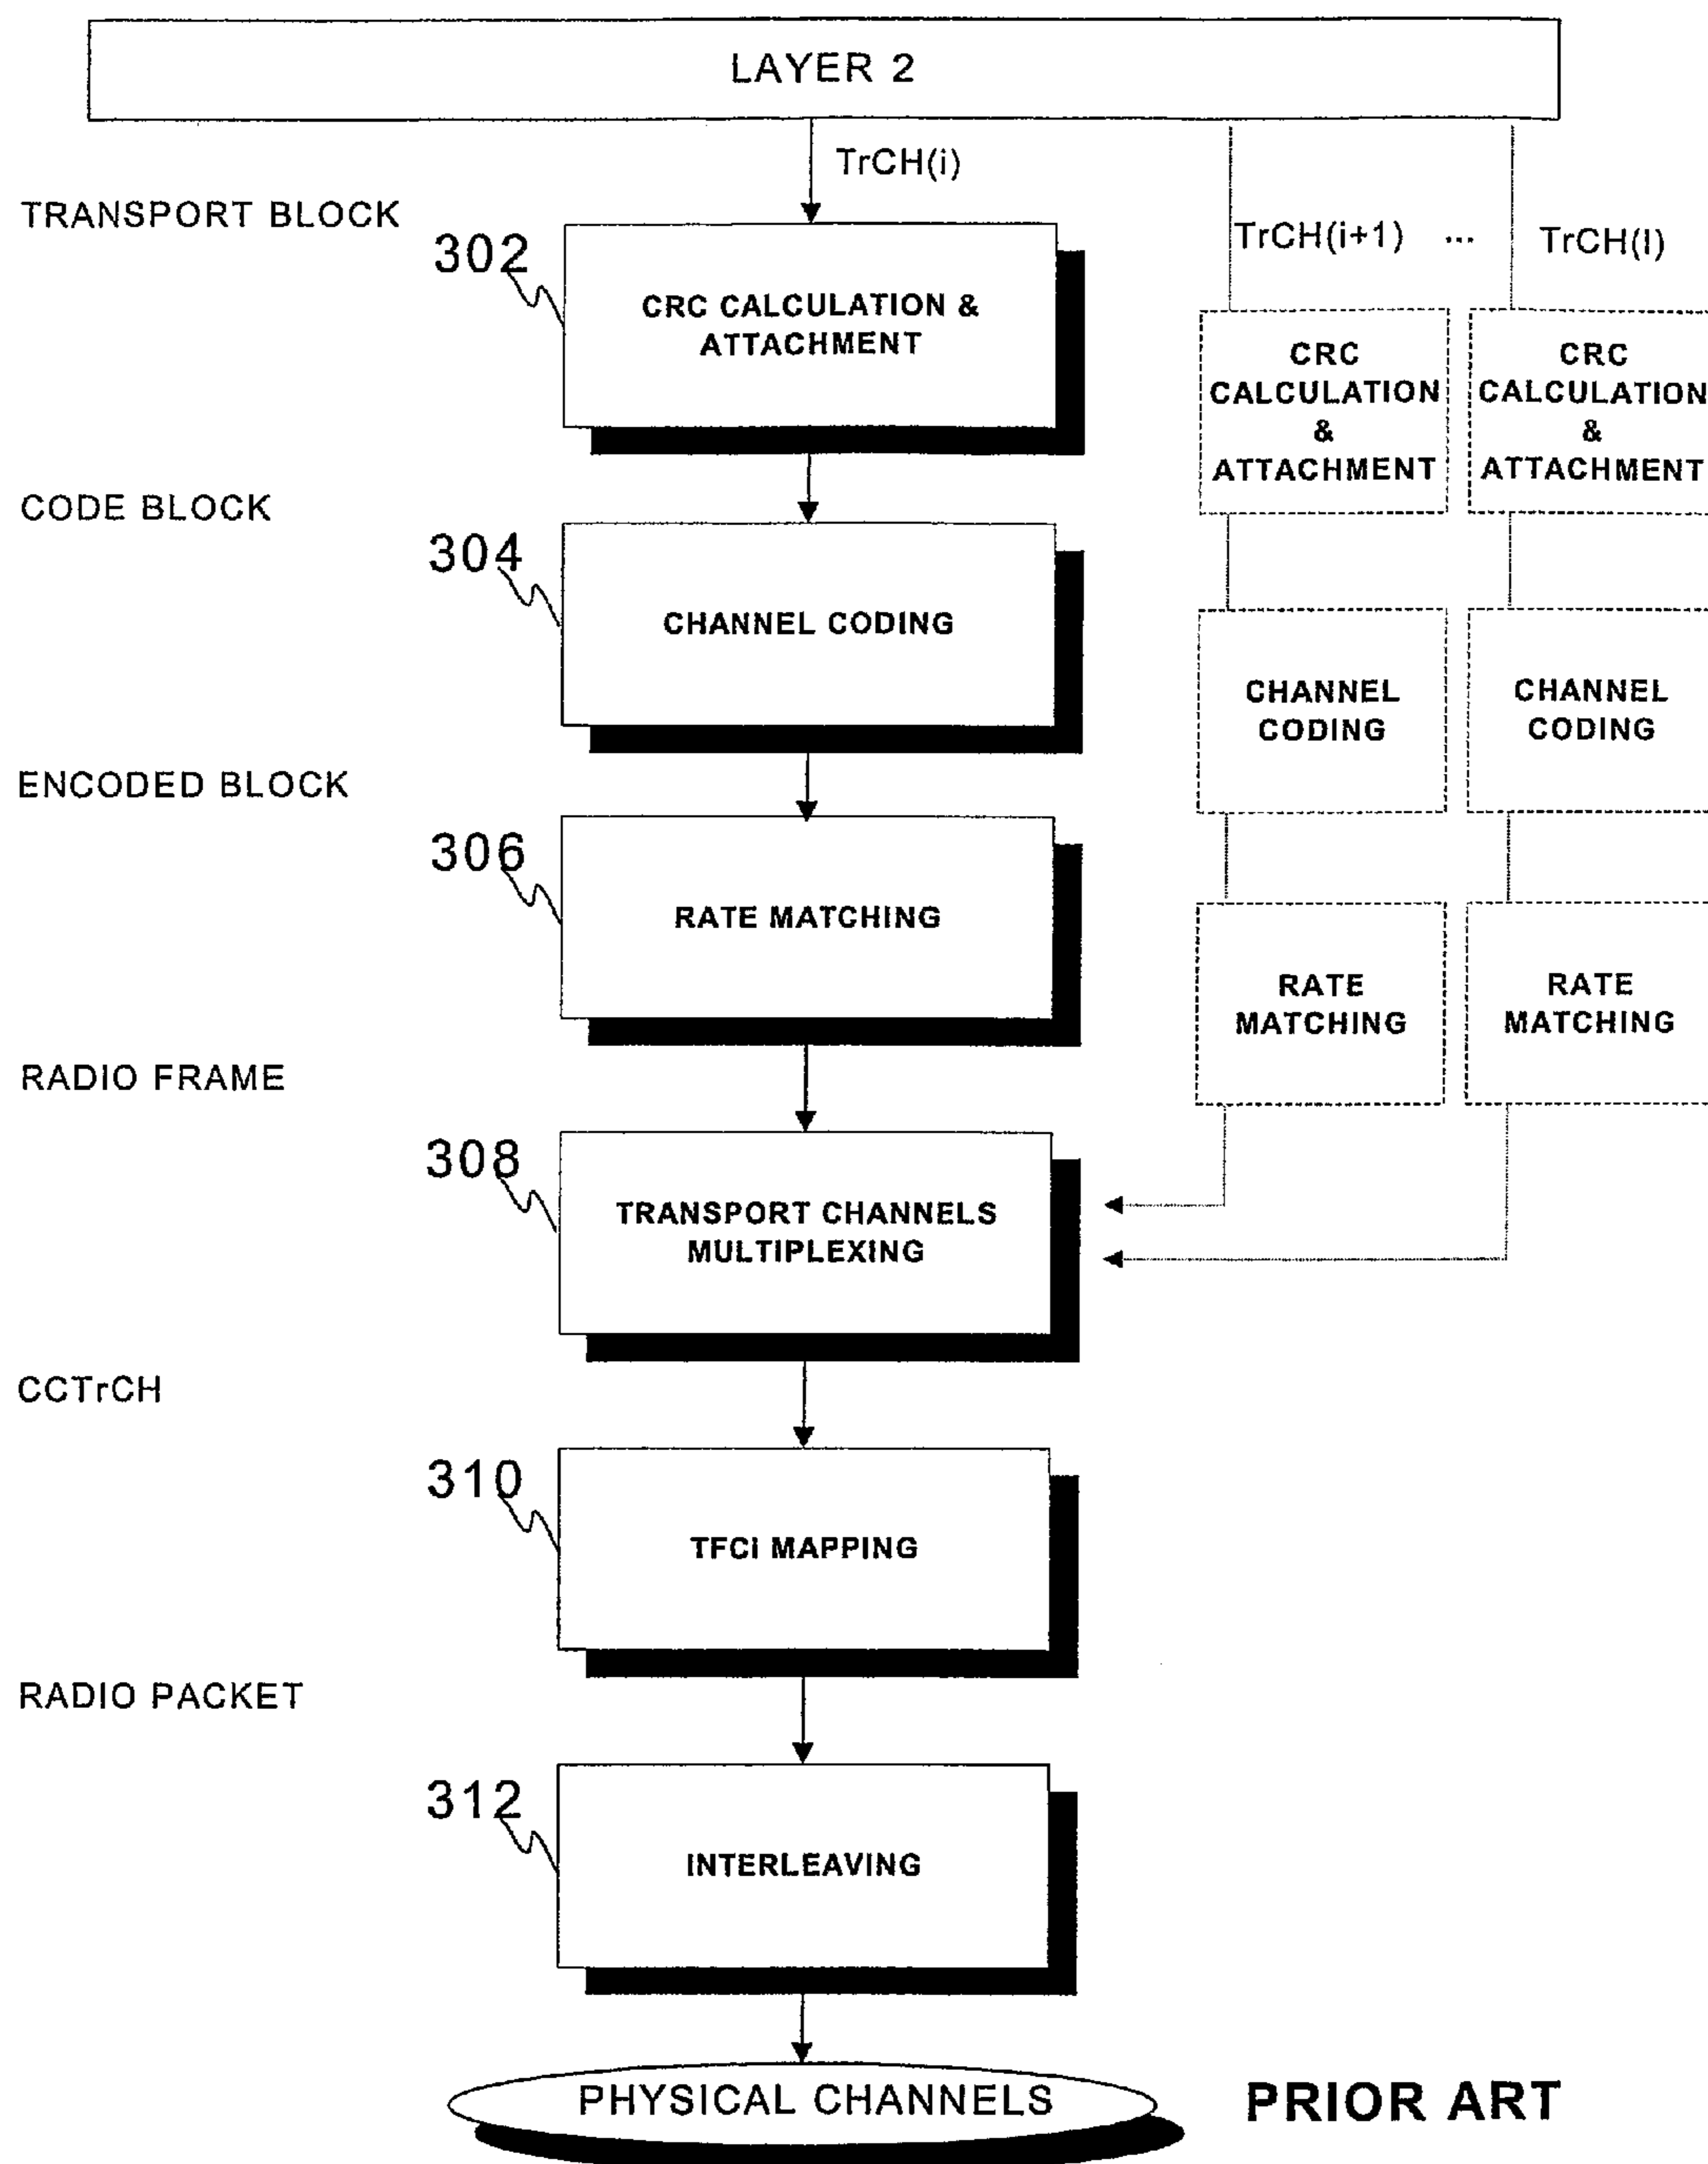 LAYER 2
TrCH(i)
TRANSPORT BLOCK
TrCH(i+1) ... TrCH(I)
302
CRC CALCULATION &
ATTACHMENT
CRC
CALCULATION
&
ATTACHMENT
CRC
CALCULATION
&
ATTACHMENT
CODE BLOCK
304
CHANNEL CODING
CHANNEL
CODING
CHANNEL
CODING
ENCODED BLOCK
306
RATE MATCHING
RATE
MATCHING
RATE
MATCHING
RADIO FRAME
308
TRANSPORT CHANNELS
MULTIPLEXING
CCTrCH
310
TFCI MAPPING
RADIO PACKET
312
INTERLEAVING
PHYSICAL CHANNELS
PRIOR ART